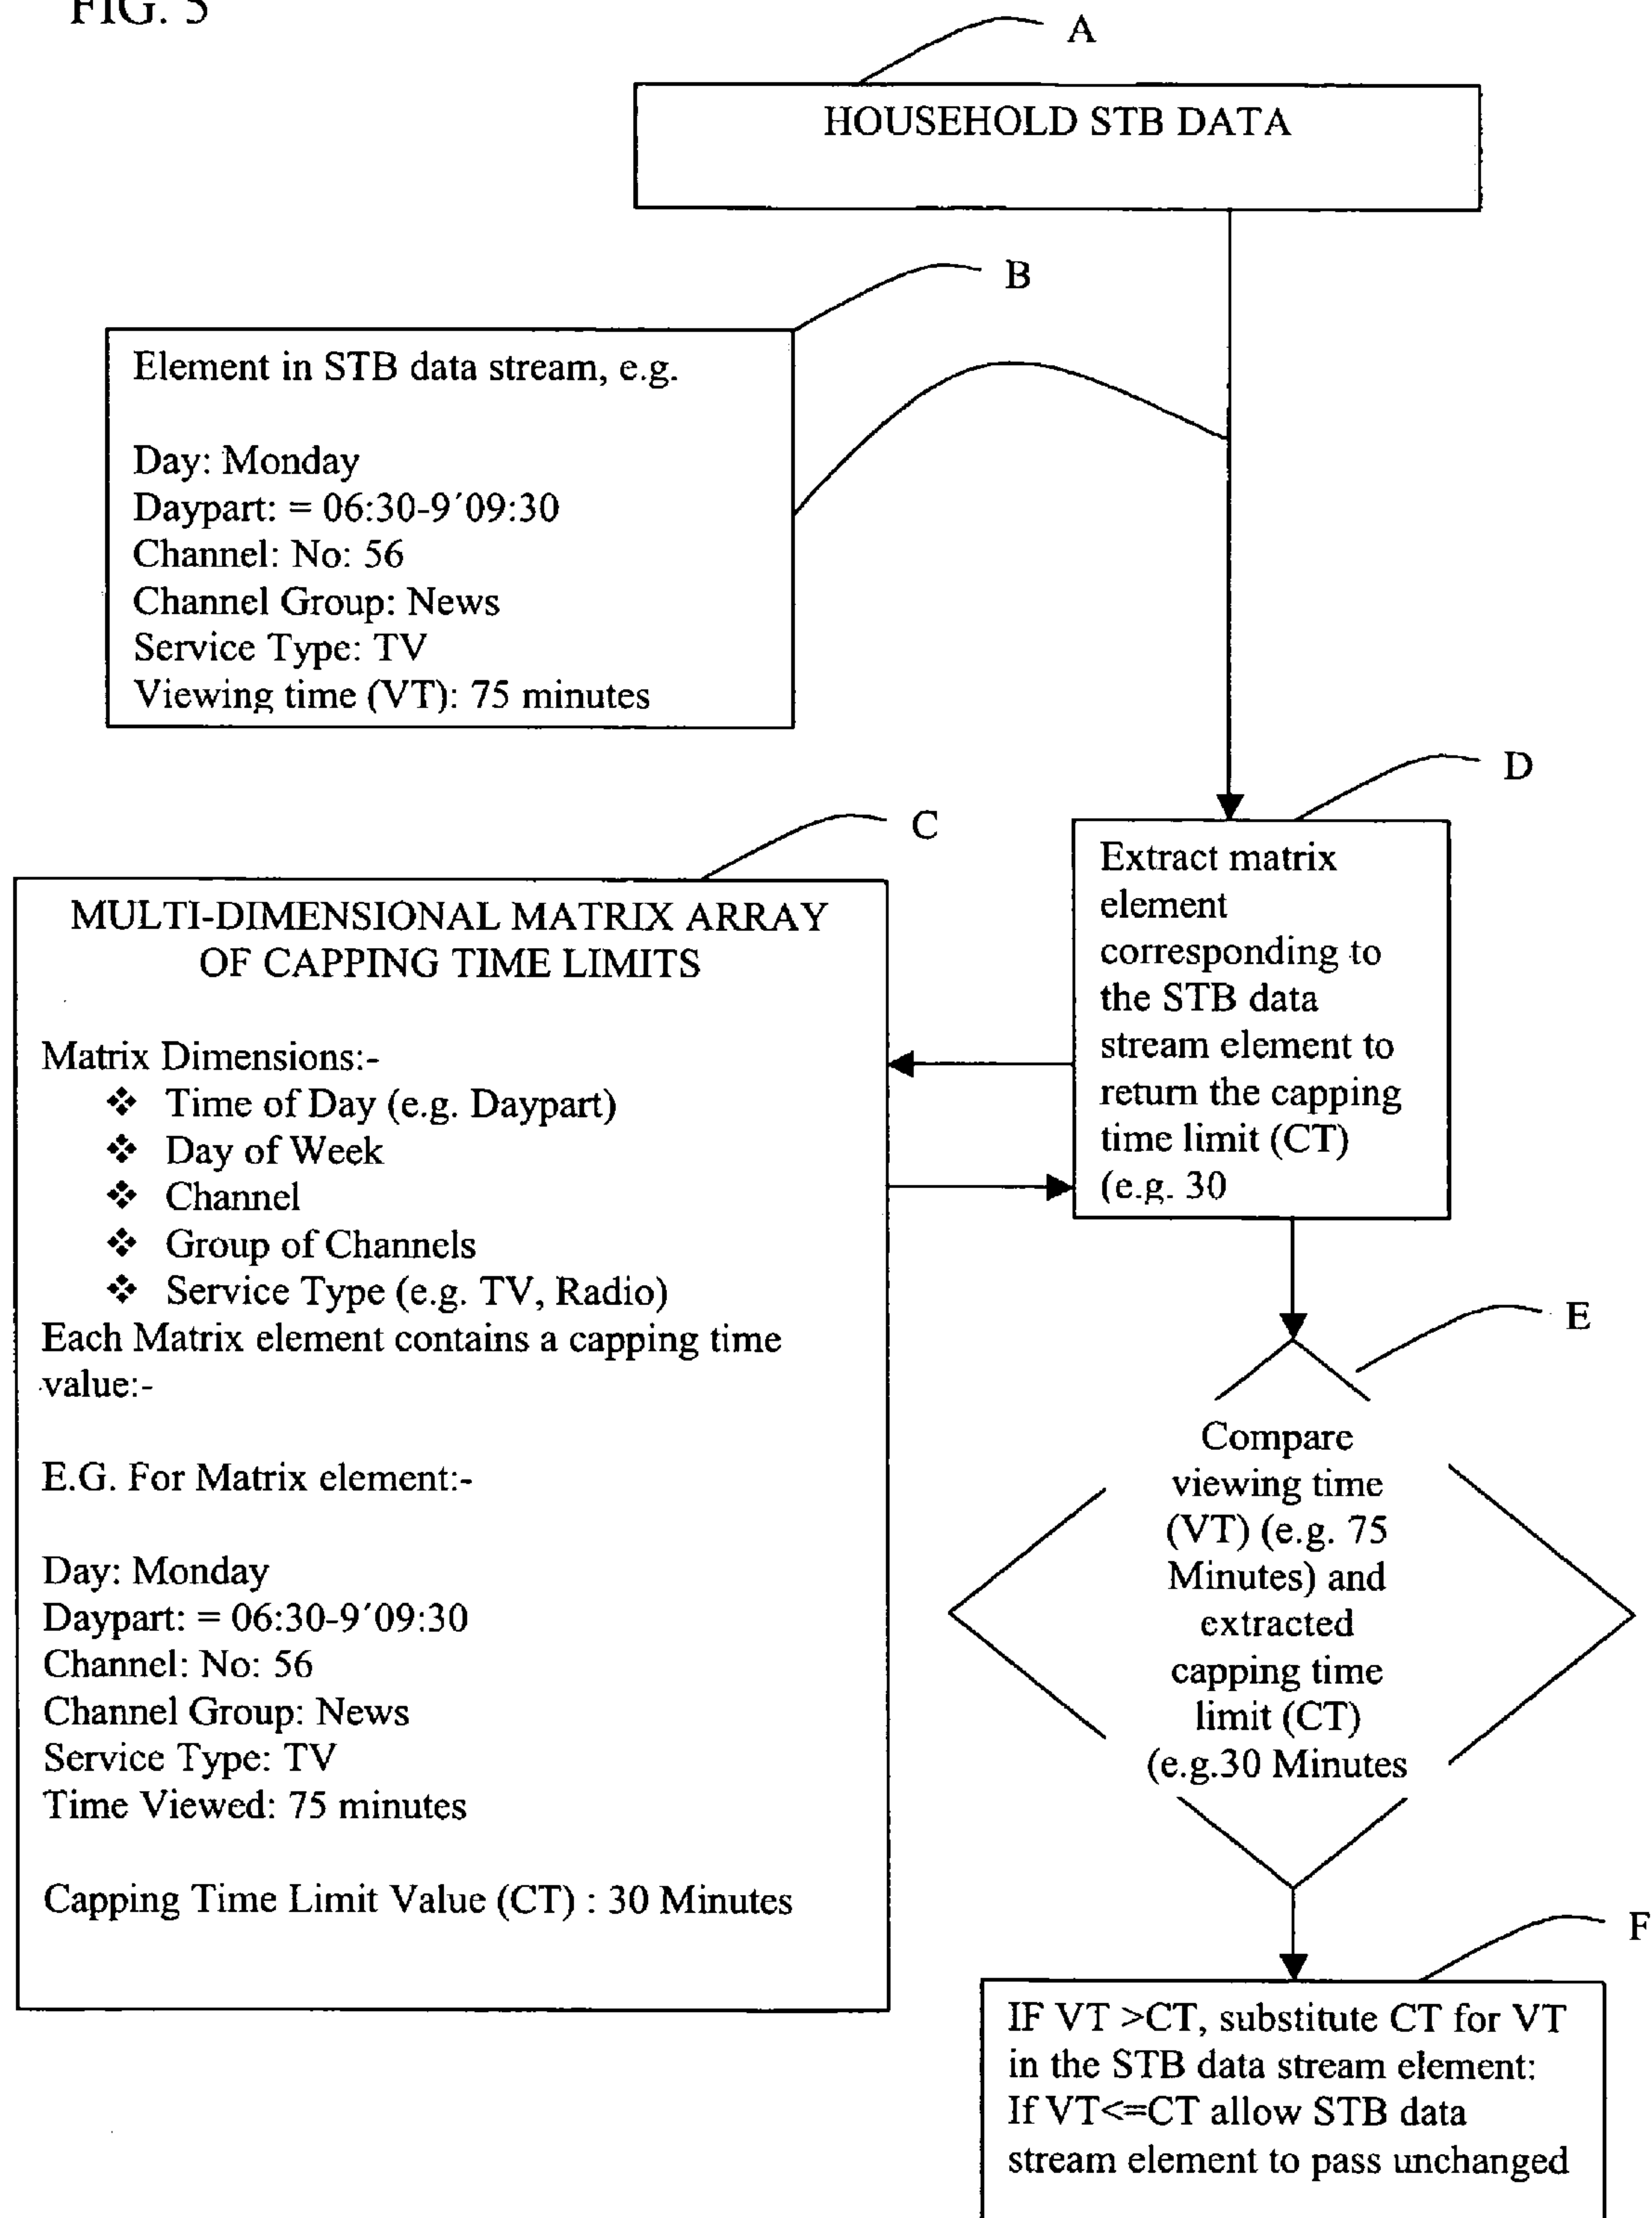 FIG. 5
A
HOUSEHOLD STB DATA
B
Element in STB data stream, e.g.
Day: Monday
Daypart: = 06:30-9´09:30
Channel: No: 56
Channel Group: News
Service Type: TV
Viewing time (VT): 75 minutes
C
MULTI-DIMENSIONAL MATRIX ARRAY
OF CAPPING TIME LIMITS
Matrix Dimensions:-
❖ Time of Day (e.g. Daypart)
❖ Day of Week
❖ Channel
❖ Group of Channels
❖ Service Type (e.g. TV, Radio)
Each Matrix element contains a capping time
value:-
E.G. For Matrix element:-
Day: Monday
Daypart: = 06:30-9´09:30
Channel: No: 56
Channel Group: News
Service Type: TV
Time Viewed: 75 minutes
Capping Time Limit Value (CT) : 30 Minutes
D
Extract matrix
element
corresponding to
the STB data
stream element to
return the capping
time limit (CT)
(e.g. 30
E
Compare
viewing time
(VT) (e.g. 75
Minutes) and
extracted
capping time
limit (CT)
(e.g.30 Minutes
F
IF VT >CT, substitute CT for VT
in the STB data stream element:
If VT<=CT allow STB data
stream element to pass unchanged